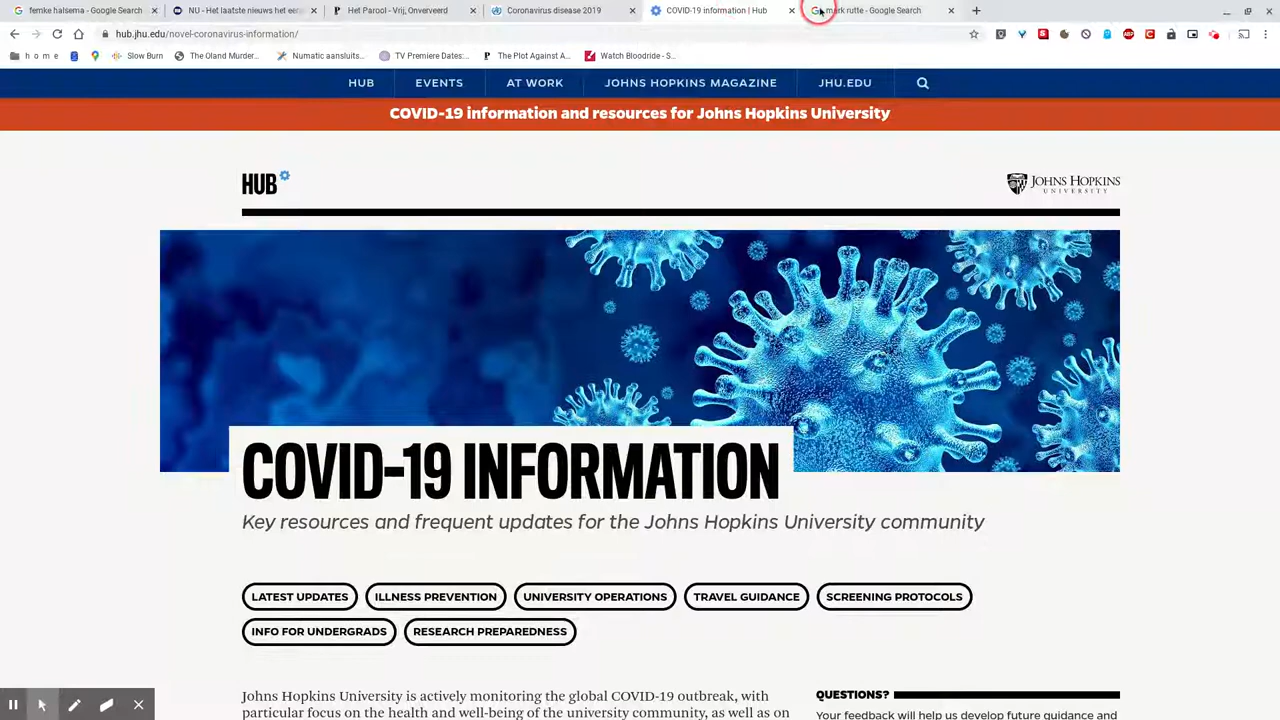 femke halsema - Google Search
NU - Het laatste nieuws het eer
Het Parool - Vrij, Onverveerd
Coronavirus disease 2019
COVID-19 information | Hub
mark rutte - Google Search
hub.jhu.edu/novel-coronavirus-information/
h o m e
Slow Burn
The Oland Murder...
Numatic aansluits...
TV Premiere Dates:...
The Plot Against A...
Watch Bloodride - S...
HUB
EVENTS
AT WORK
JOHNS HOPKINS MAGAZINE
JHU.EDU
COVID-19 information and resources for Johns Hopkins University
HUB
JOHNS HOPKINS
UNIVERSITY
COVID-19 INFORMATION
Key resources and frequent updates for the Johns Hopkins University community
LATEST UPDATES
ILLNESS PREVENTION
UNIVERSITY OPERATIONS
TRAVEL GUIDANCE
SCREENING PROTOCOLS
INFO FOR UNDERGRADS
RESEARCH PREPAREDNESS
Johns Hopkins University is actively monitoring the global COVID-19 outbreak, with
particular focus on the health and well-being of the university community, as well as on
QUESTIONS?
Your feedback will help us develop future guidance and